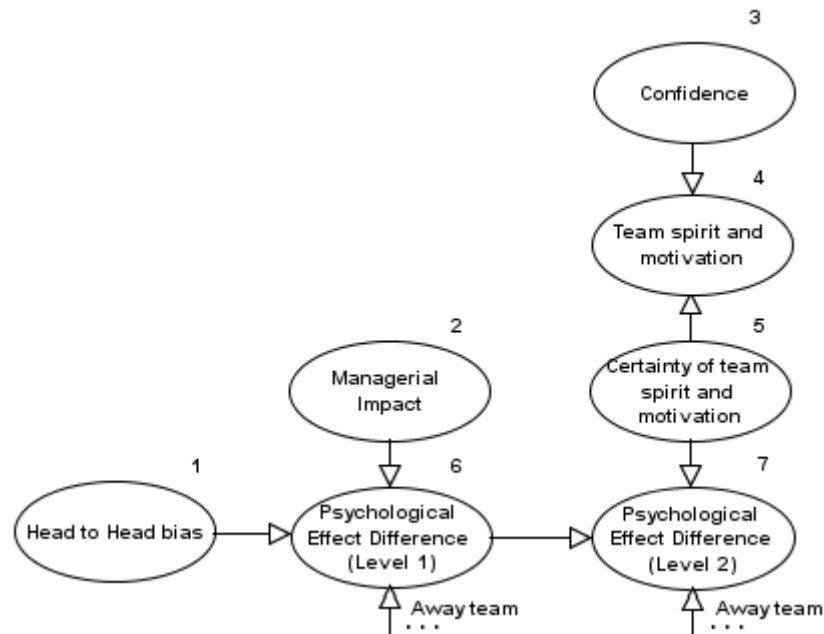 3
Confidence
4
Team spirit and
motivation
2
5
Managerial
Impact
Certainty of team
spirit and
motivation
1
6
7
Head to Head bias
Psychological
Effect Difference
(Level 1)
Psychological
Effect Difference
(Level 2)
Away team
. . .
Away team
. . .